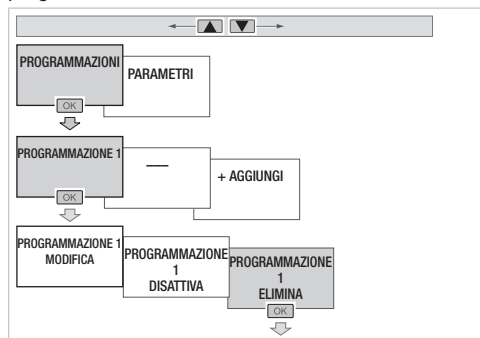 PROGRAMMAZIONI
PARAMETRI
OK
PROGRAMMAZIONE 1
—
+ AGGIUNGI
OK
PROGRAMMAZIONE 1
MODIFICA
PROGRAMMAZIONE
1
DISATTIVA
PROGRAMMAZIONE
1
ELIMINA
OK